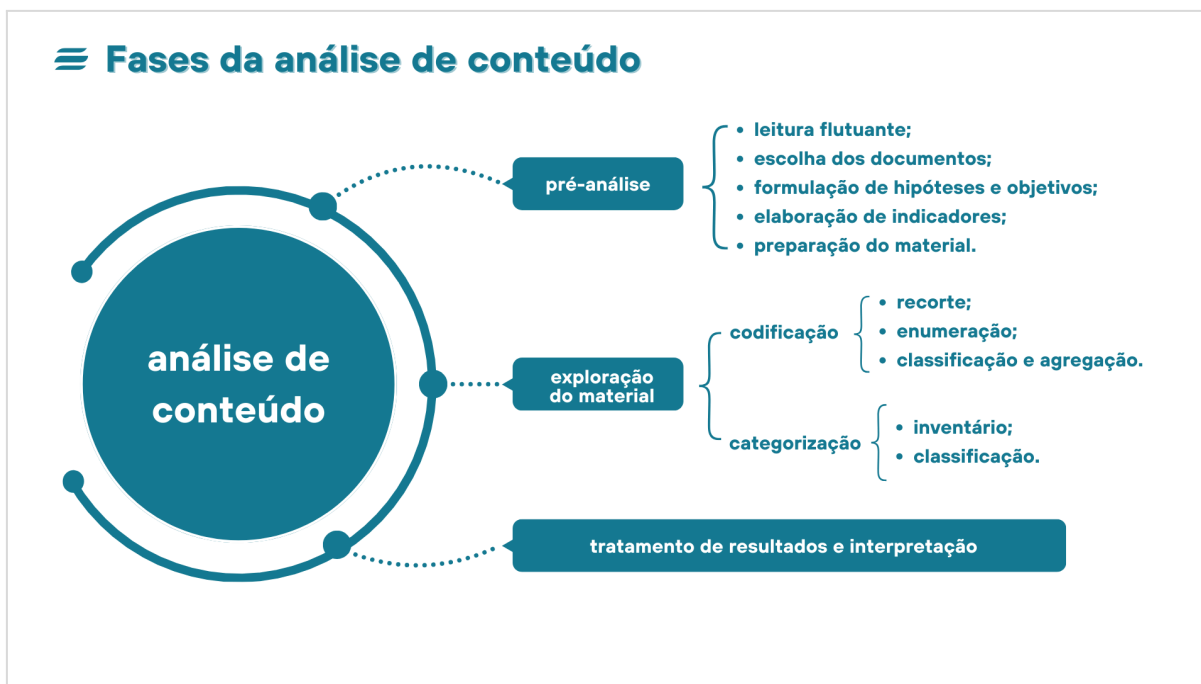 Fases da análise de conteúdo
análise de
conteúdo
pré-análise
• leitura flutuante;
• escolha dos documentos;
• formulação de hipóteses e objetivos;
• elaboração de indicadores;
• preparação do material.
exploração
do material
codificação
• recorte;
• enumeração;
• classificação e agregação.
categorização
• inventário;
• classificação.
tratamento de resultados e interpretação